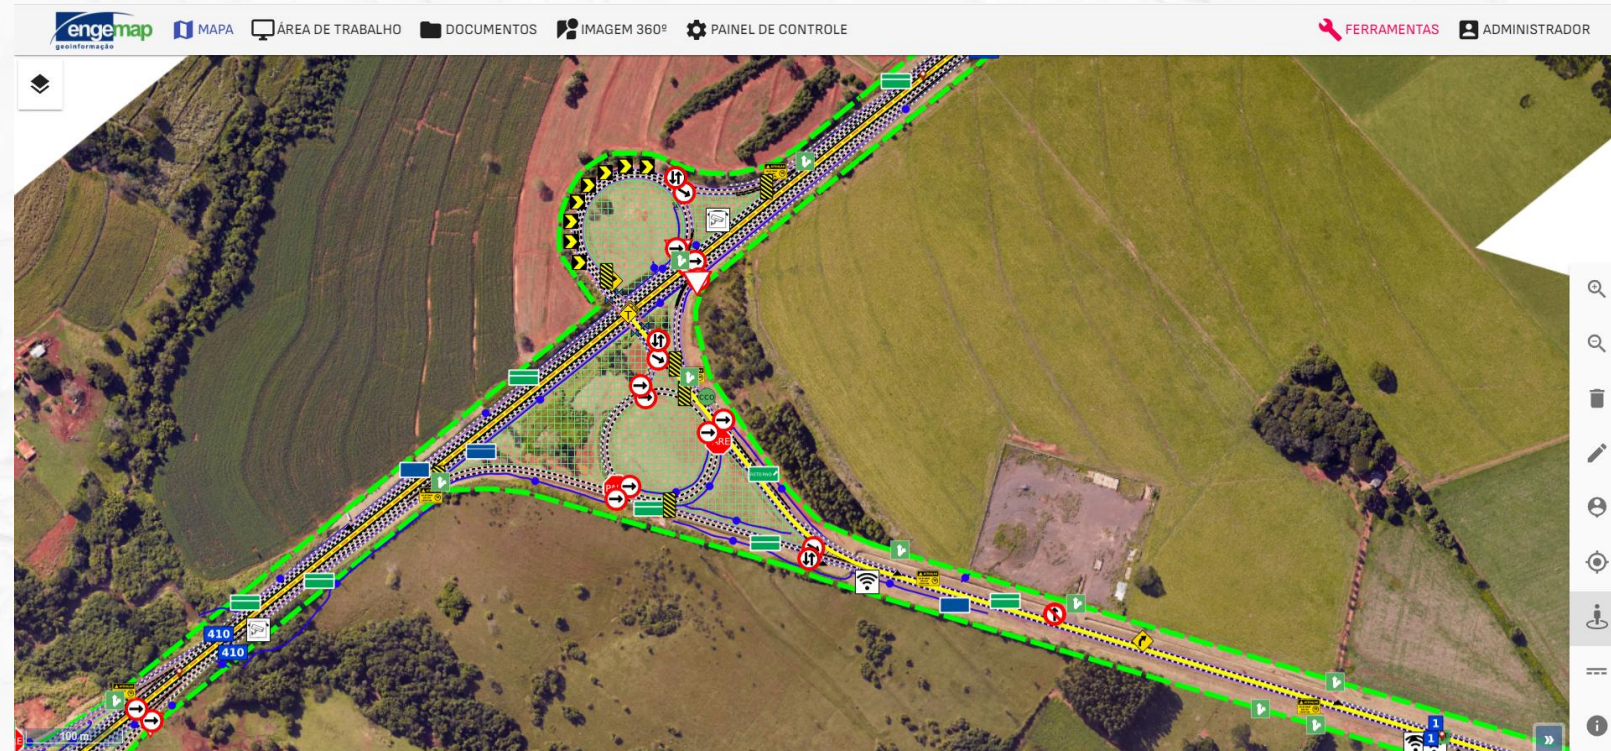 engemap
geoinformação
MAPA
ÁREA DE TRABALHO
DOCUMENTOS
IMAGEM 360º
PAINEL DE CONTROLE
FERRAMENTAS
ADMINISTRADOR
410
410
100 m
1
1
»